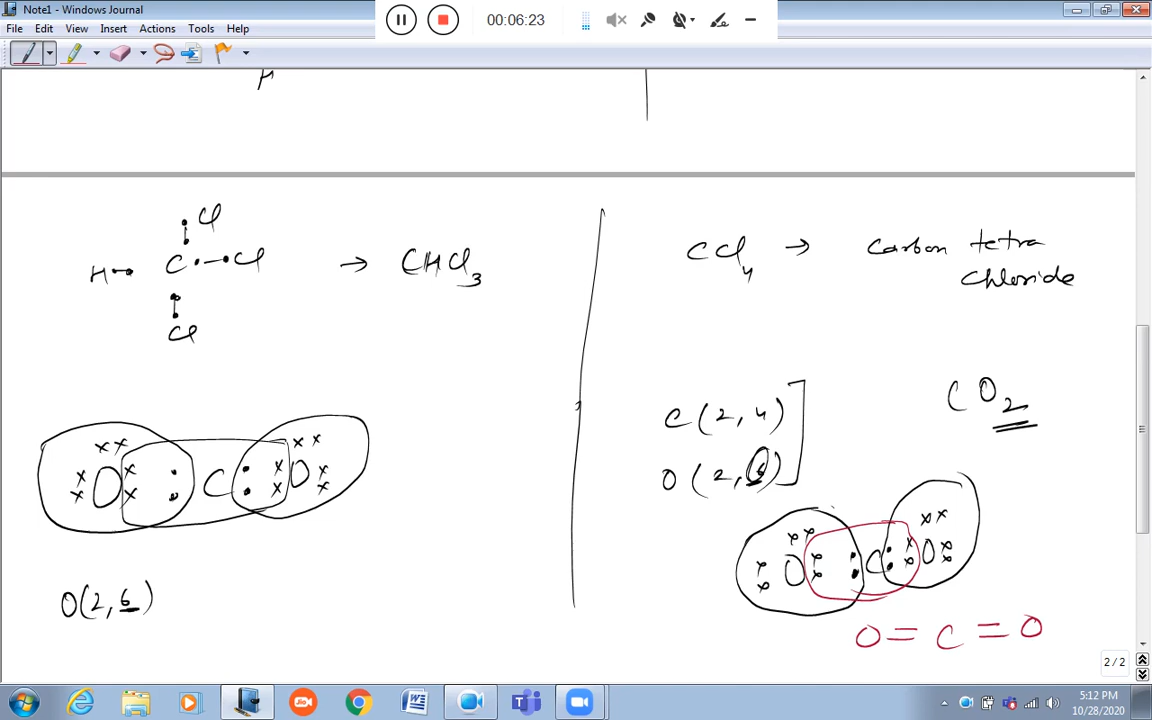 Note1 - Windows Journal
File Edit View Insert Actions Tools Help
00:06:23
H
Cl
H C Cl → CHCl3
Cl
CCl4 → Carbon tetra
Chloride
C (2, 4)
O (2, 6)
CO2
O C O
O(2, 6)
O C O
O = C = O
2 / 2
5:12 PM
10/28/2020